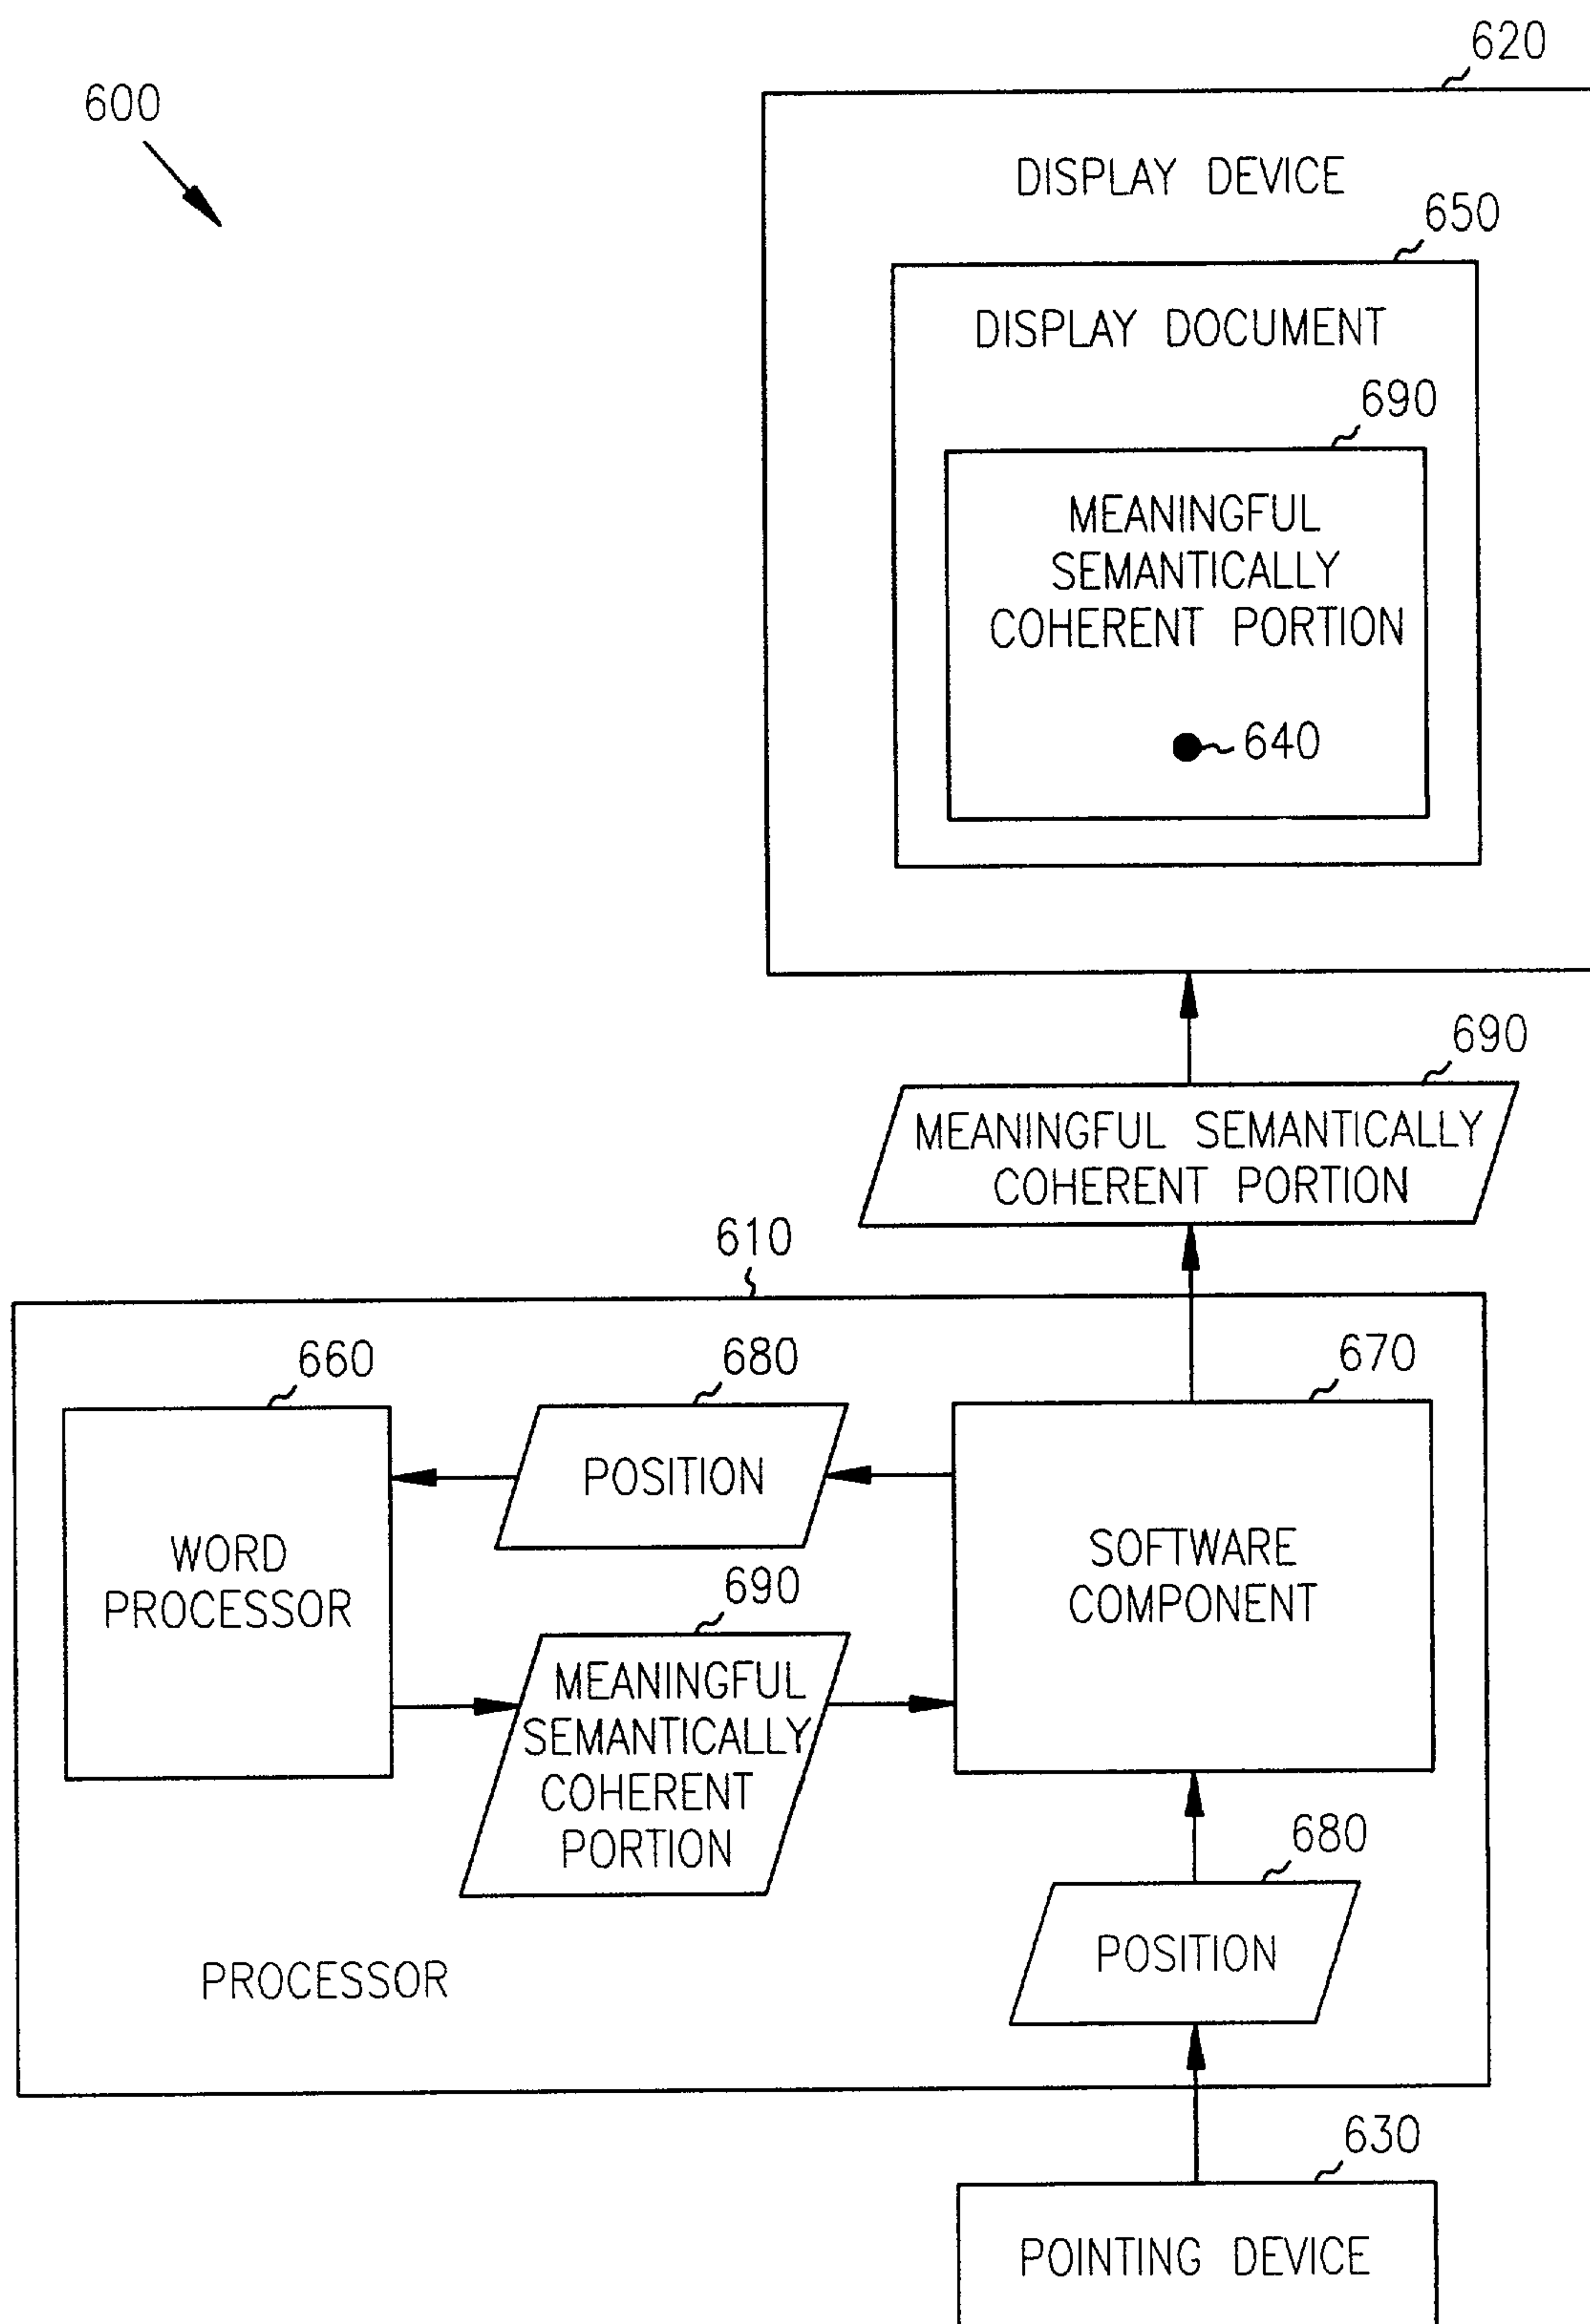 620
600
DISPLAY DEVICE
650
DISPLAY DOCUMENT
690
MEANINGFUL
SEMANTICALLY
COHERENT PORTION
640
690
MEANINGFUL SEMANTICALLY
COHERENT PORTION
610
660
680
670
POSITION
WORD
PROCESSOR
SOFTWARE
COMPONENT
690
MEANINGFUL
SEMANTICALLY
COHERENT
PORTION
680
POSITION
PROCESSOR
630
POINTING DEVICE